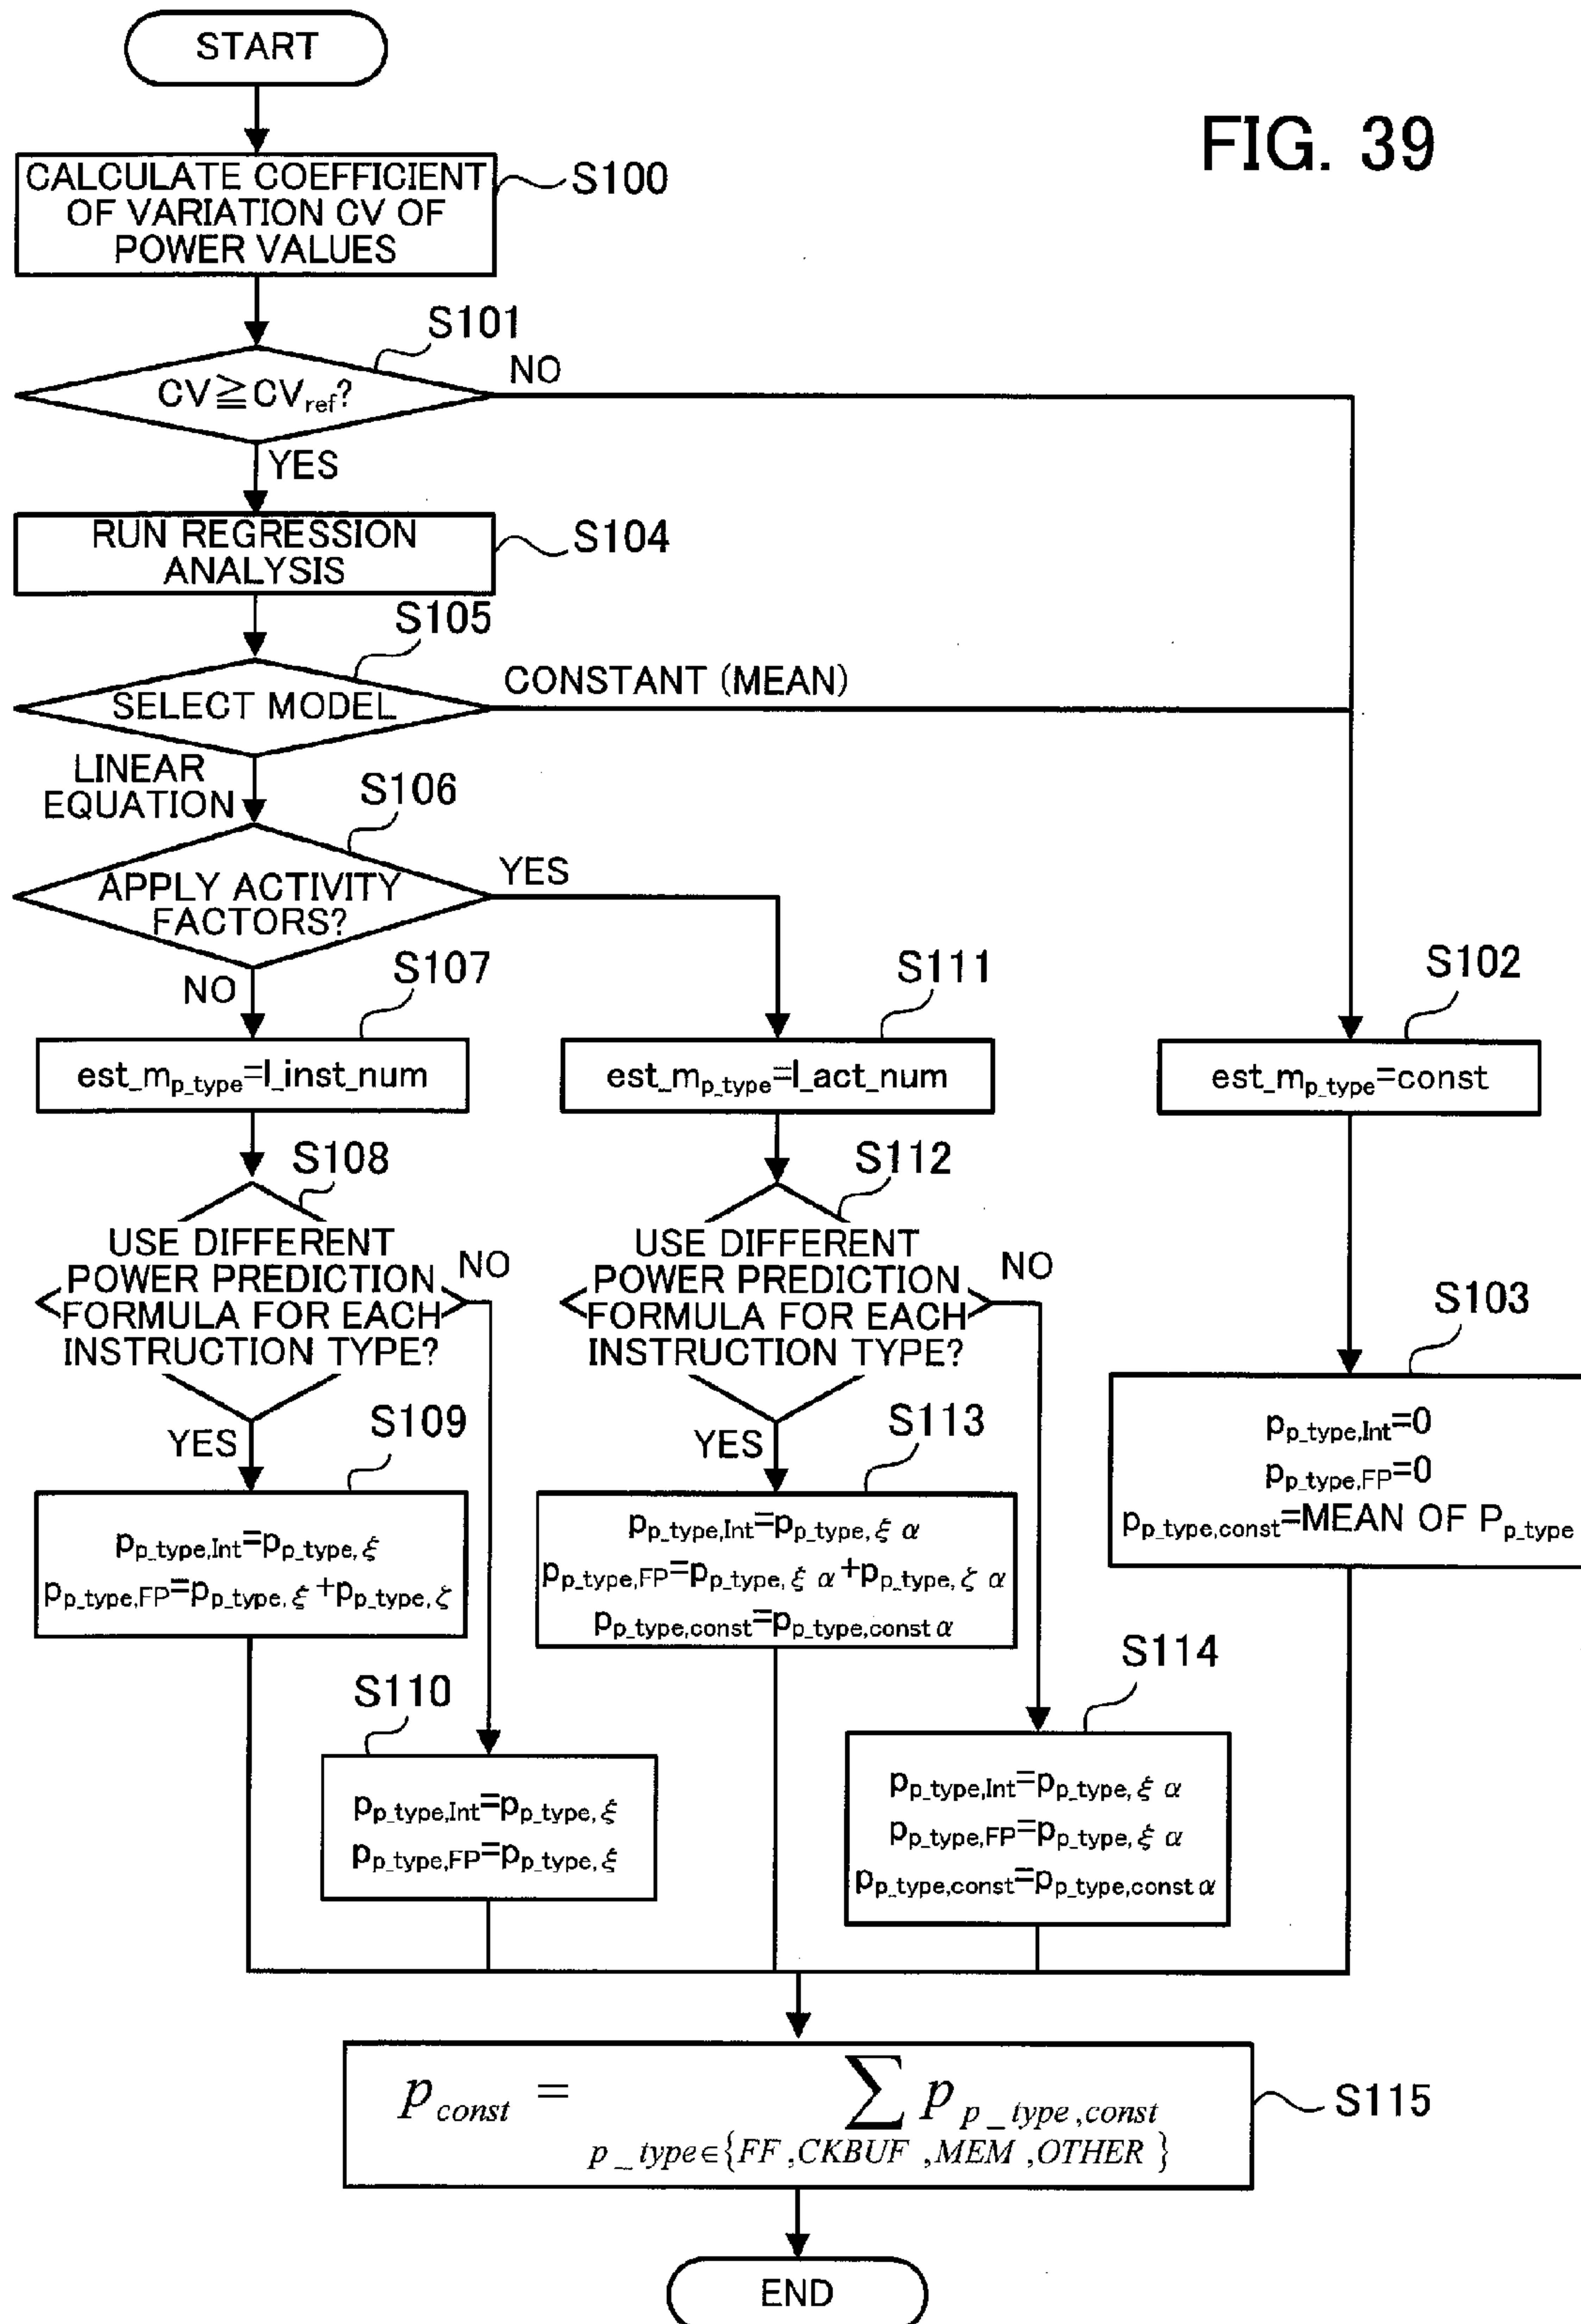 START
FIG. 39
CALCULATE COEFFICIENT
OF VARIATION CV OF
POWER VALUES
S100
S101
CV≧CVref?
NO
YES
RUN REGRESSION
ANALYSIS
S104
S105
SELECT MODEL
CONSTANT (MEAN)
LINEAR
EQUATION
S106
APPLY ACTIVITY
FACTORS?
YES
NO
S107
est_mp_type=l_inst_num
S111
est_mp_type=l_act_num
S102
est_mp_type=const
S108
USE DIFFERENT
POWER PREDICTION
FORMULA FOR EACH
INSTRUCTION TYPE?
NO
YES
S112
USE DIFFERENT
POWER PREDICTION
FORMULA FOR EACH
INSTRUCTION TYPE?
NO
YES
S103
pp_type,Int=0
pp_type,FP=0
pp_type,const=MEAN OF Pp_type
S109
pp_type,Int=pp_type,ξ
pp_type,FP=pp_type,ξ+pp_type,ζ
S113
pp_type,Int=pp_type,ξ α
pp_type,FP=pp_type,ξ α+pp_type,ζ α
pp_type,const=pp_type,const α
S110
pp_type,Int=pp_type,ξ
pp_type,FP=pp_type,ξ
S114
pp_type,Int=pp_type,ξ α
pp_type,FP=pp_type,ξ α
pp_type,const=pp_type,const α
pconst = ∑ pp_type,const
p_type∈{FF,CKBUF,MEM,OTHER}
S115
END